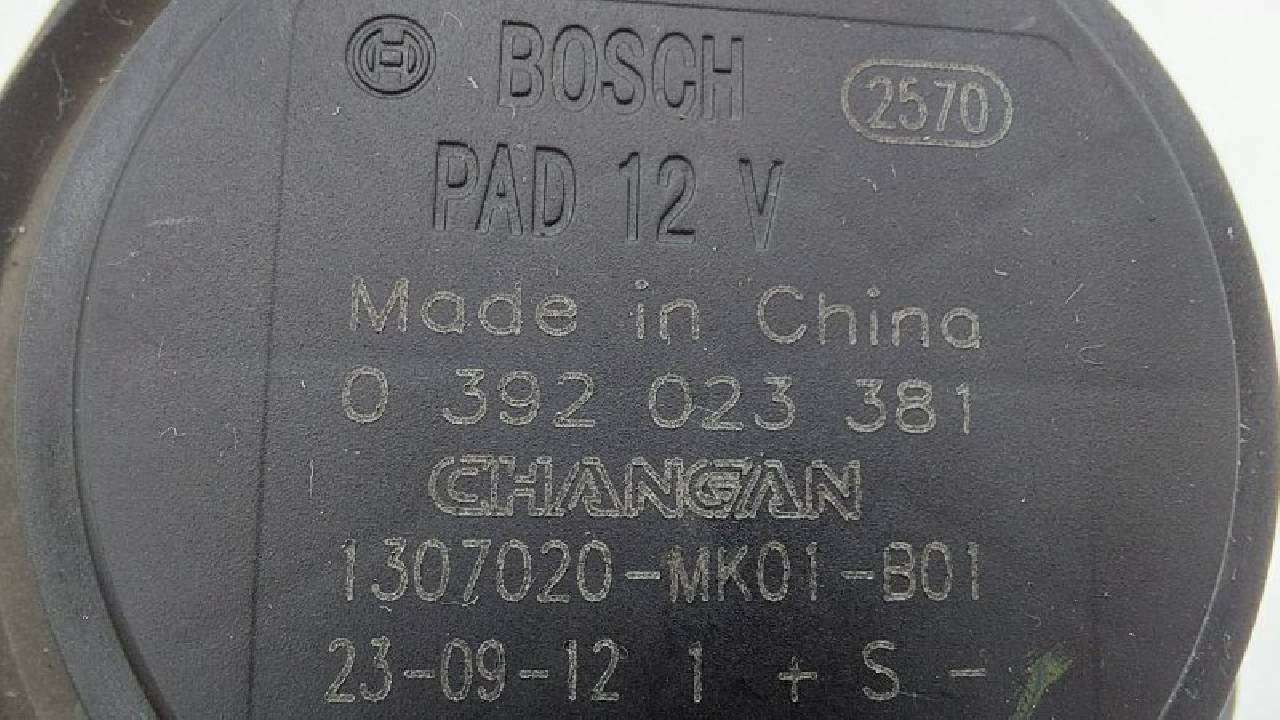 BOSCH 2570
PAD 12 V
Made in China
0 392 023 381
CHANGAN
1307020-MK01-B01
23-09-12 1 + S -